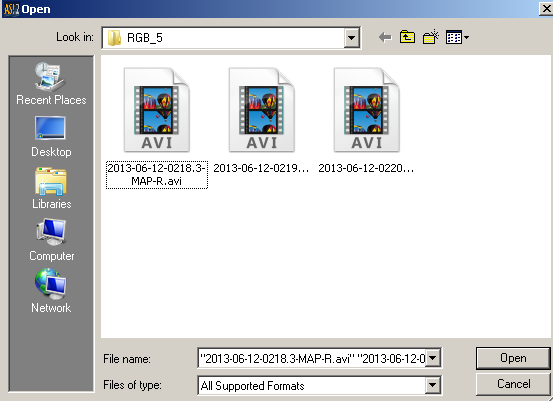 AS!2 Open
Look in: RGB_5
Recent Places
Desktop
Libraries
Computer
Network
AVI AVI AVI
2013-06-12-0218.3-MAP-R.avi 2013-06-12-0219... 2013-06-12-0220...
File name: "2013-06-12-0218.3-MAP-R.avi" "2013-06-12-0 Open
Files of type: All Supported Formats Cancel